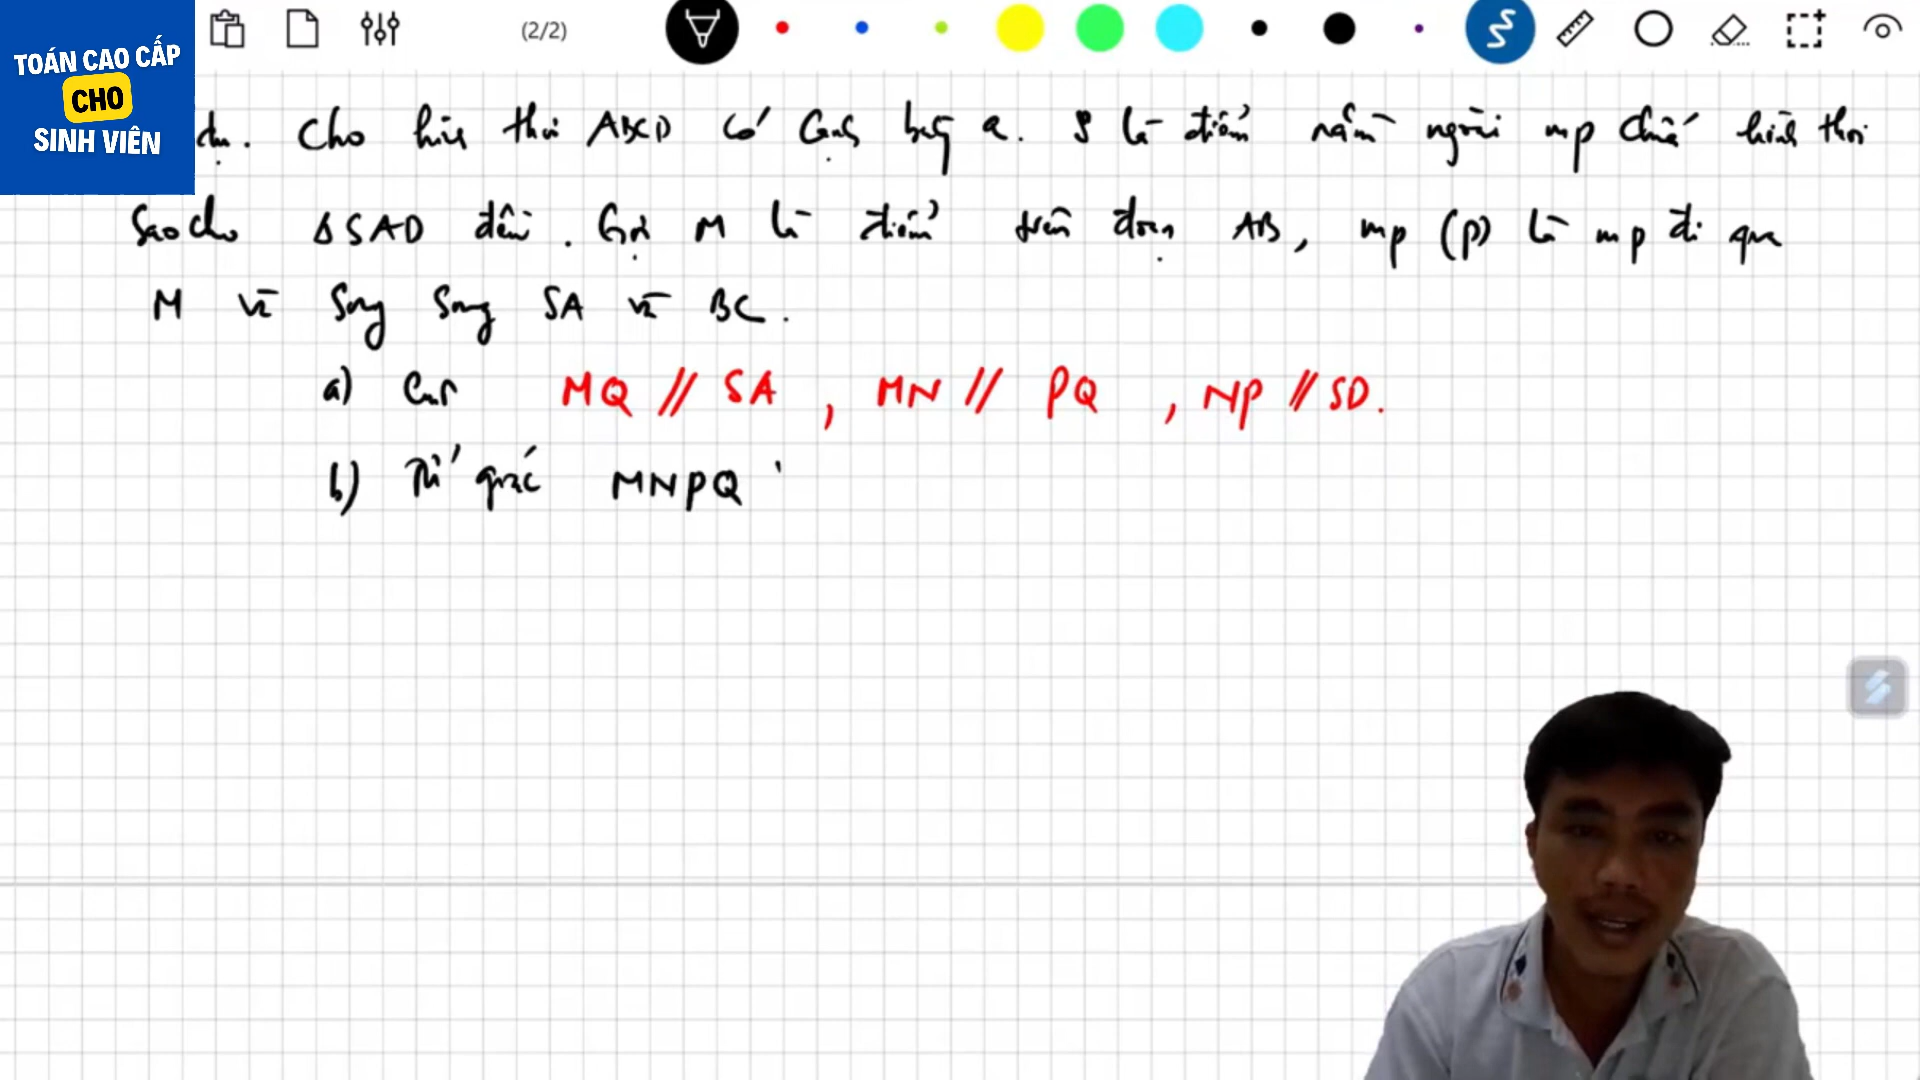 TOÁN CAO CẤP
CHO
SINH VIÊN
(2/2)
dụ. Cho hình thoi ABCD có Cạnh bằng a. S là điểm nằm ngoài mp chứa hình thoi
Sao cho ΔSAD đều. Gọi M là điểm trên đoạn AB, mp (P) là mp đi qua
M và Song Song SA và BC.
a) Cm MQ // SA, MN // PQ, NP // SD.
b) Tứ giác MNPQ